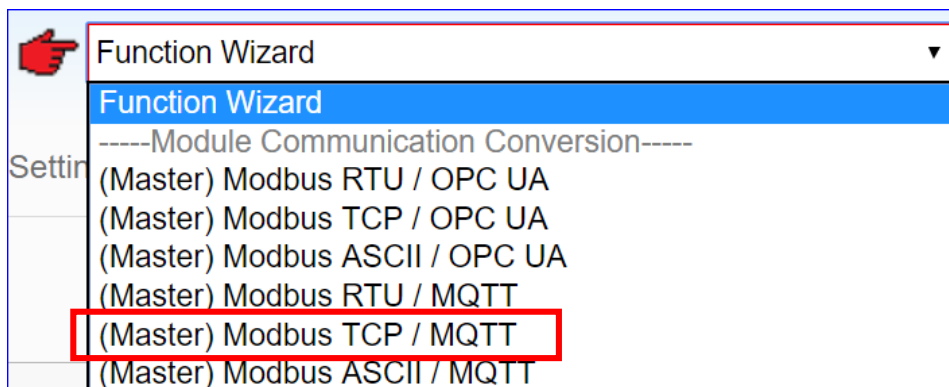 Function Wizard
Function Wizard
-----Module Communication Conversion-----
Settin
(Master) Modbus RTU / OPC UA
(Master) Modbus TCP / OPC UA
(Master) Modbus ASCII / OPC UA
(Master) Modbus RTU / MQTT
(Master) Modbus TCP / MQTT
(Master) Modbus ASCII / MQTT